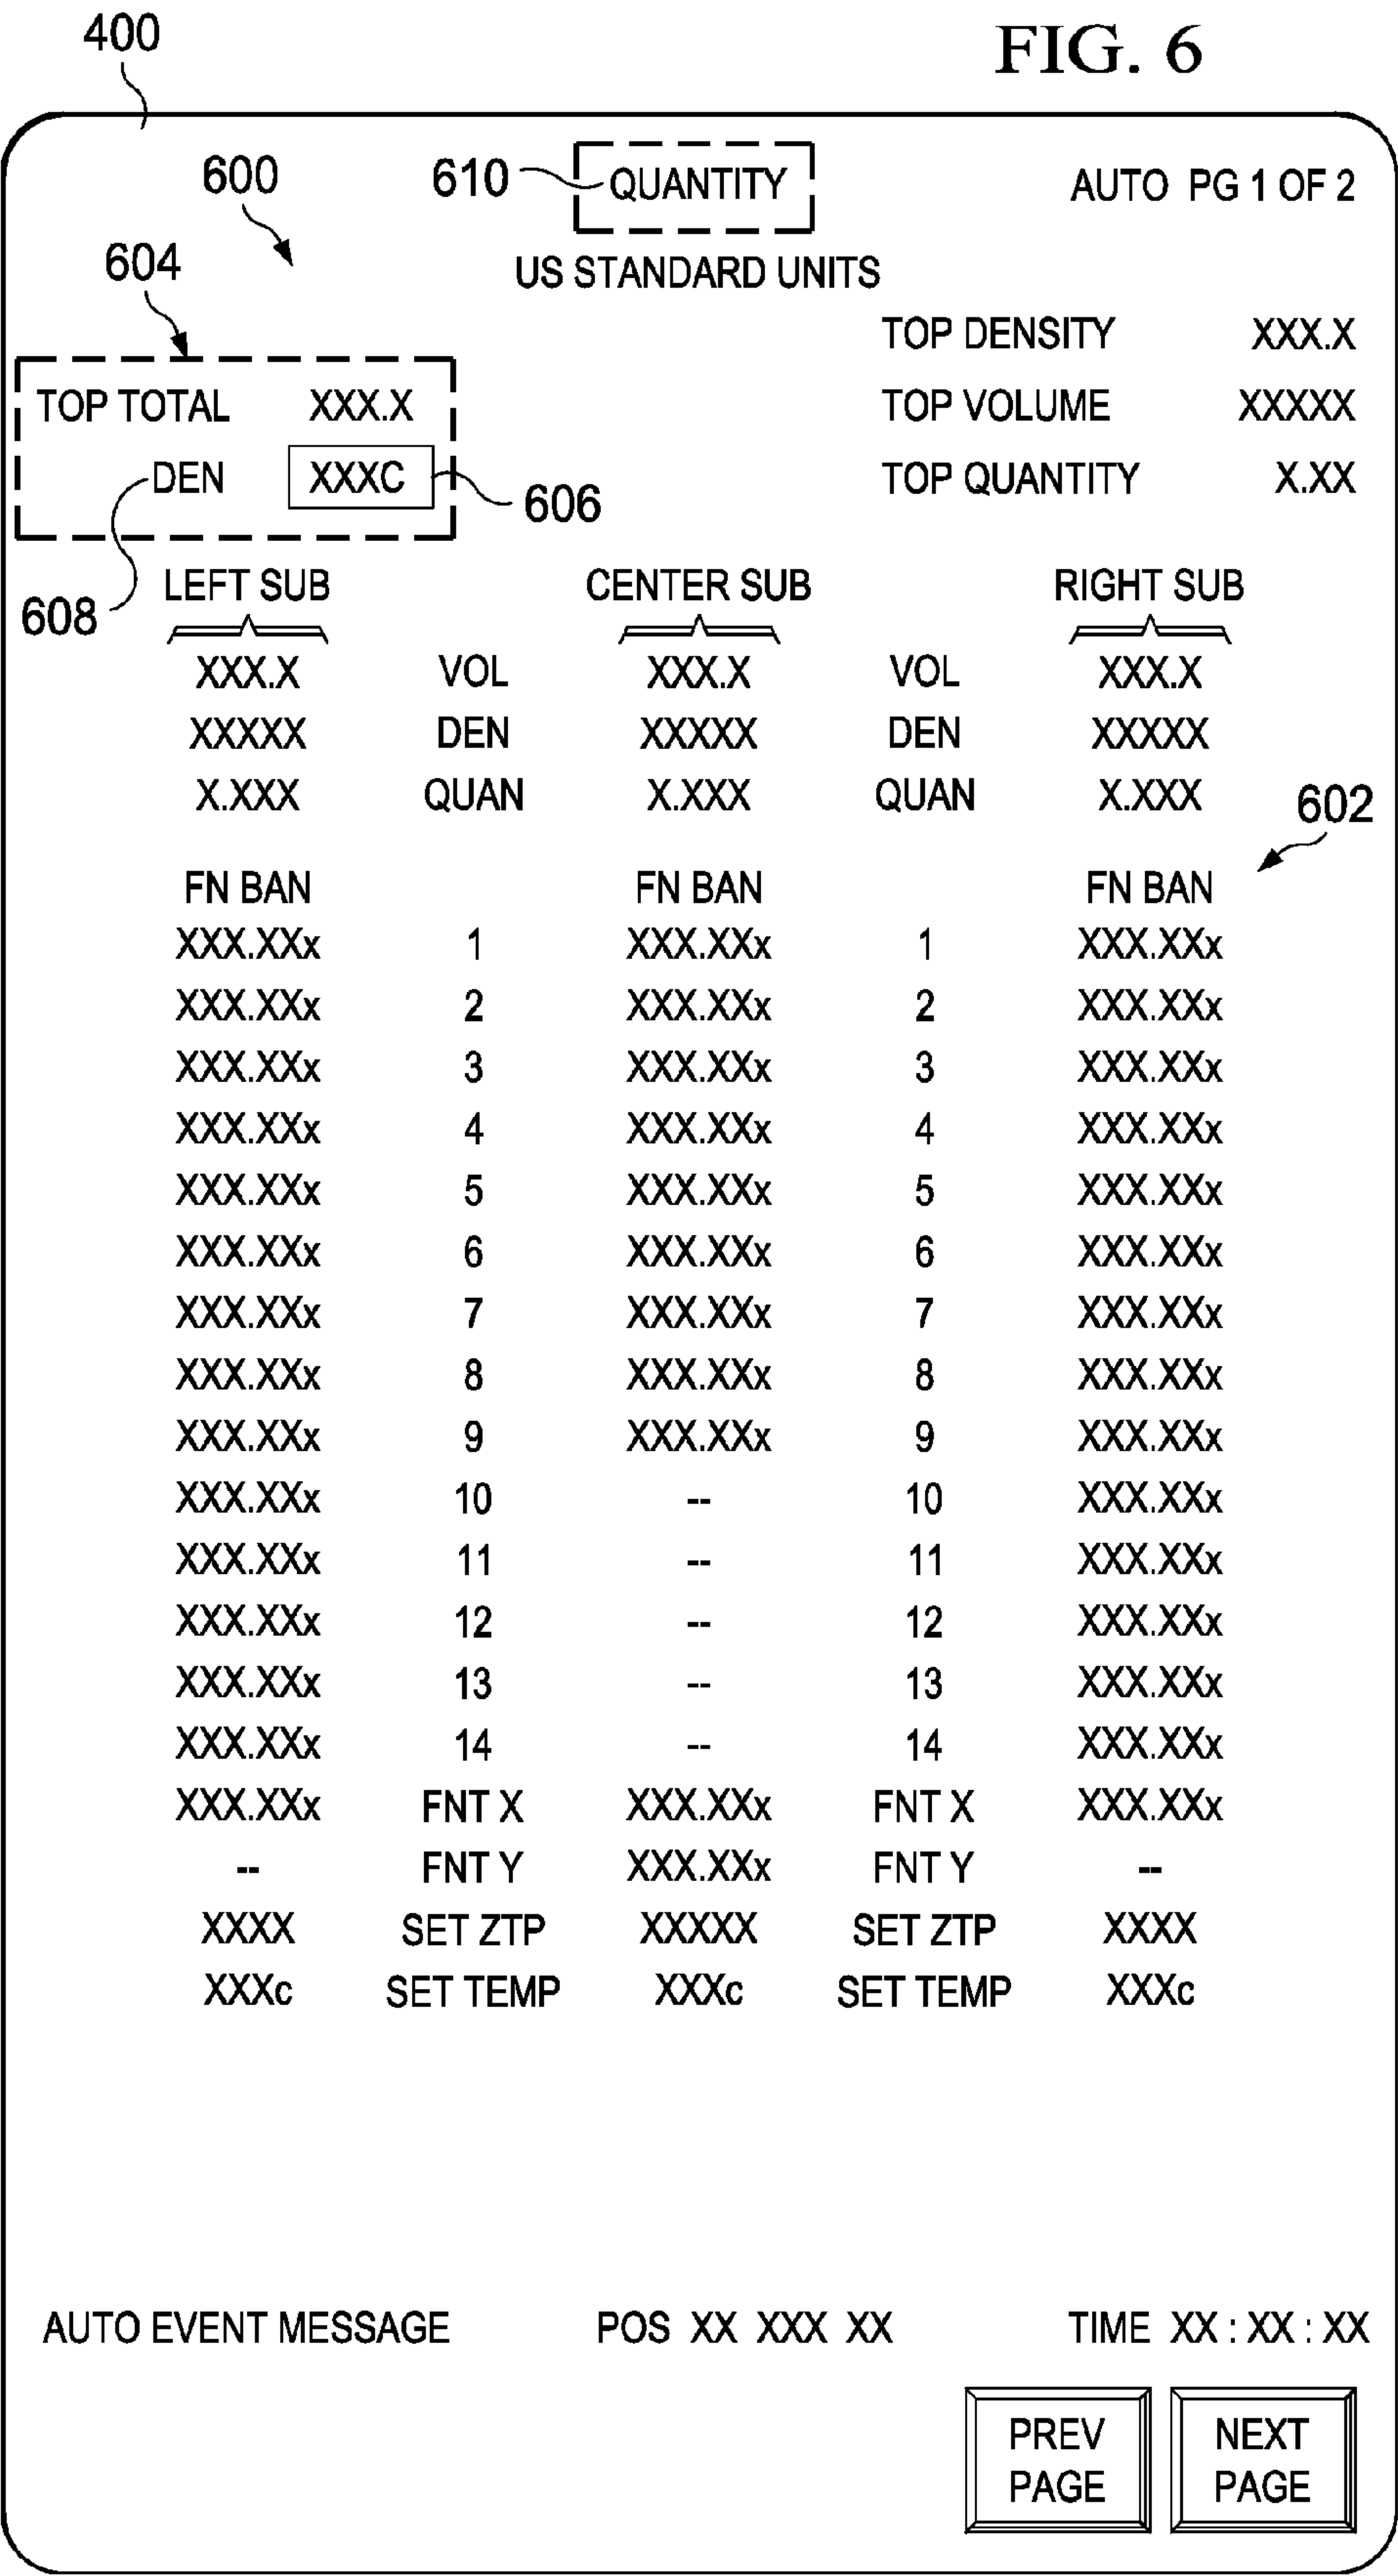 400
FIG. 6
600
610
QUANTITY
AUTO PG 1 OF 2
604
US STANDARD UNITS
TOP DENSITY XXX.X
TOP TOTAL XXX.X
TOP VOLUME XXXXX
DEN XXXC
606
TOP QUANTITY X.XX
608
LEFT SUB CENTER SUB RIGHT SUB
XXX.X VOL XXX.X VOL XXX.X
XXXXX DEN XXXXX DEN XXXXX
X.XXX QUAN X.XXX QUAN X.XXX
602
FN BAN FN BAN FN BAN
XXX.XXx 1 XXX.XXx 1 XXX.XXx
XXX.XXx 2 XXX.XXx 2 XXX.XXx
XXX.XXx 3 XXX.XXx 3 XXX.XXx
XXX.XXx 4 XXX.XXx 4 XXX.XXx
XXX.XXx 5 XXX.XXx 5 XXX.XXx
XXX.XXx 6 XXX.XXx 6 XXX.XXx
XXX.XXx 7 XXX.XXx 7 XXX.XXx
XXX.XXx 8 XXX.XXx 8 XXX.XXx
XXX.XXx 9 XXX.XXx 9 XXX.XXx
XXX.XXx 10 -- 10 XXX.XXx
XXX.XXx 11 -- 11 XXX.XXx
XXX.XXx 12 -- 12 XXX.XXx
XXX.XXx 13 -- 13 XXX.XXx
XXX.XXx 14 -- 14 XXX.XXx
XXX.XXx FNT X XXX.XXx FNT X XXX.XXx
-- FNT Y XXX.XXx FNT Y --
XXXX SET ZTP XXXXX SET ZTP XXXX
XXXc SET TEMP XXXc SET TEMP XXXc
AUTO EVENT MESSAGE POS XX XXX XX TIME XX : XX : XX
PREV PAGE
NEXT PAGE